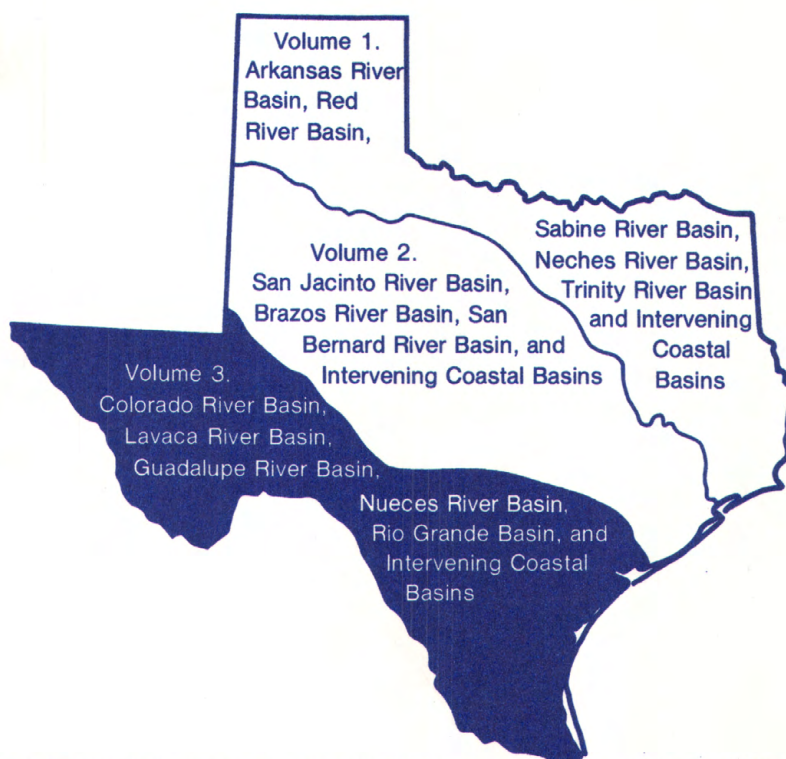 Volume 1.
Arkansas River
Basin, Red
River Basin,
Sabine River Basin,
Neches River Basin,
Trinity River Basin
and Intervening
Coastal
Basins
Volume 2.
San Jacinto River Basin,
Brazos River Basin, San
Bernard River Basin, and
Intervening Coastal Basins
Volume 3.
Colorado River Basin,
Lavaca River Basin,
Guadalupe River Basin,
Nueces River Basin,
Rio Grande Basin, and
Intervening Coastal
Basins